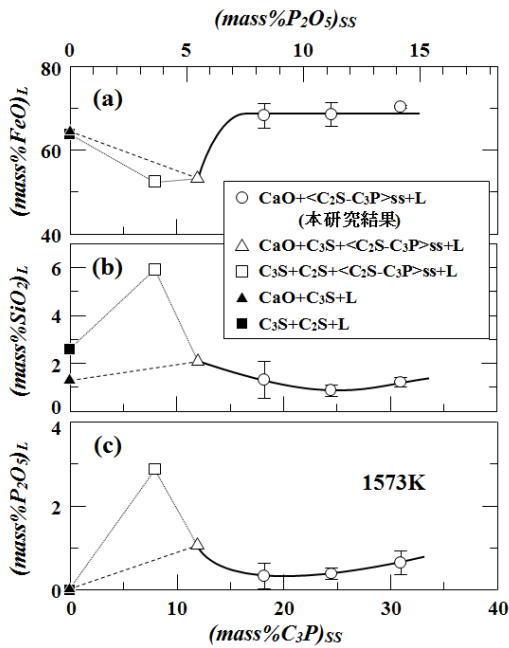 (mass%P₂O₅)SS
0 5 10 15
(a)
80
60
40
(mass%FeO)L
○ CaO+<C₂S-C₃P>ss+L
(本研究結果)
△ CaO+C₃S+<C₂S-C₃P>ss+L
□ C₃S+C₂S+<C₂S-C₃P>ss+L
▲ CaO+C₃S+L
■ C₃S+C₂S+L
(b)
6
4
2
0
(mass%SiO₂)L
(c)
1573K
4
2
0
(mass%P₂O₅)L
0 10 20 30 40
(mass%C₃P)SS